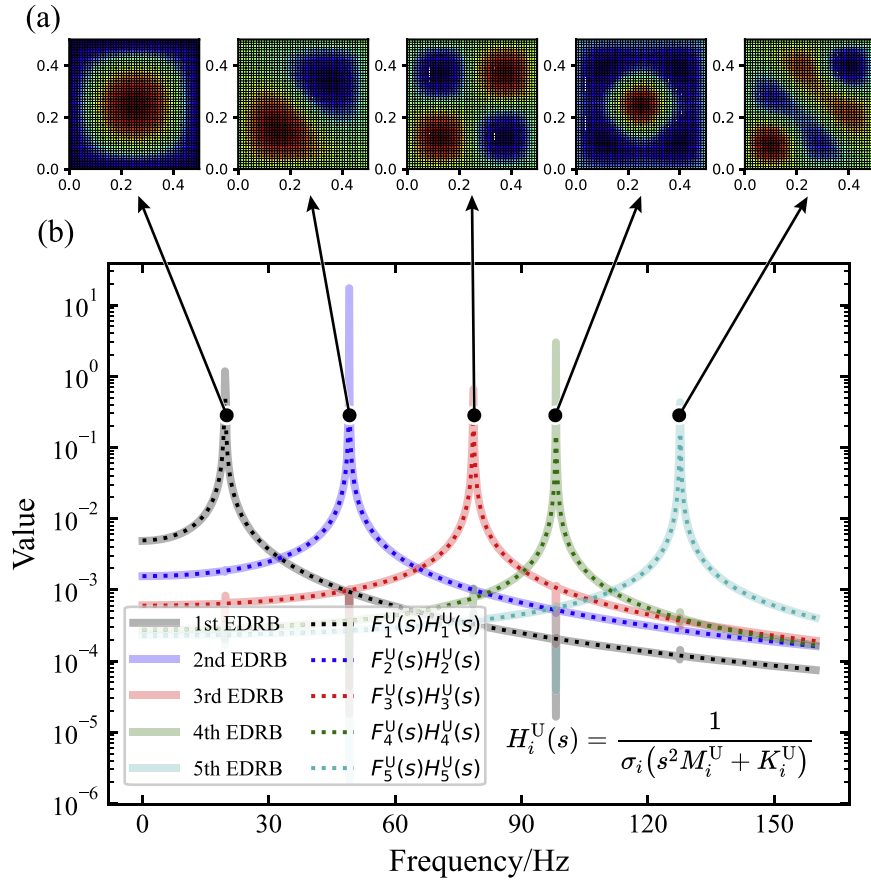 (a)
0.4
0.2
0.0
0.0 0.2 0.4
0.4
0.2
0.0
0.0 0.2 0.4
0.4
0.2
0.0
0.0 0.2 0.4
0.4
0.2
0.0
0.0 0.2 0.4
0.4
0.2
0.0
0.0 0.2 0.4
(b)
Value
10^1
10^0
10^-1
10^-2
10^-3
10^-4
10^-5
10^-6
1st EDRB F_1^U(s)H_1^U(s)
2nd EDRB F_2^U(s)H_2^U(s)
3rd EDRB F_3^U(s)H_3^U(s)
4th EDRB F_4^U(s)H_4^U(s)
5th EDRB F_5^U(s)H_5^U(s)
H_i^U(s) = 1 / (σ_i(s^2 M_i^U + K_i^U))
0 30 60 90 120 150
Frequency/Hz